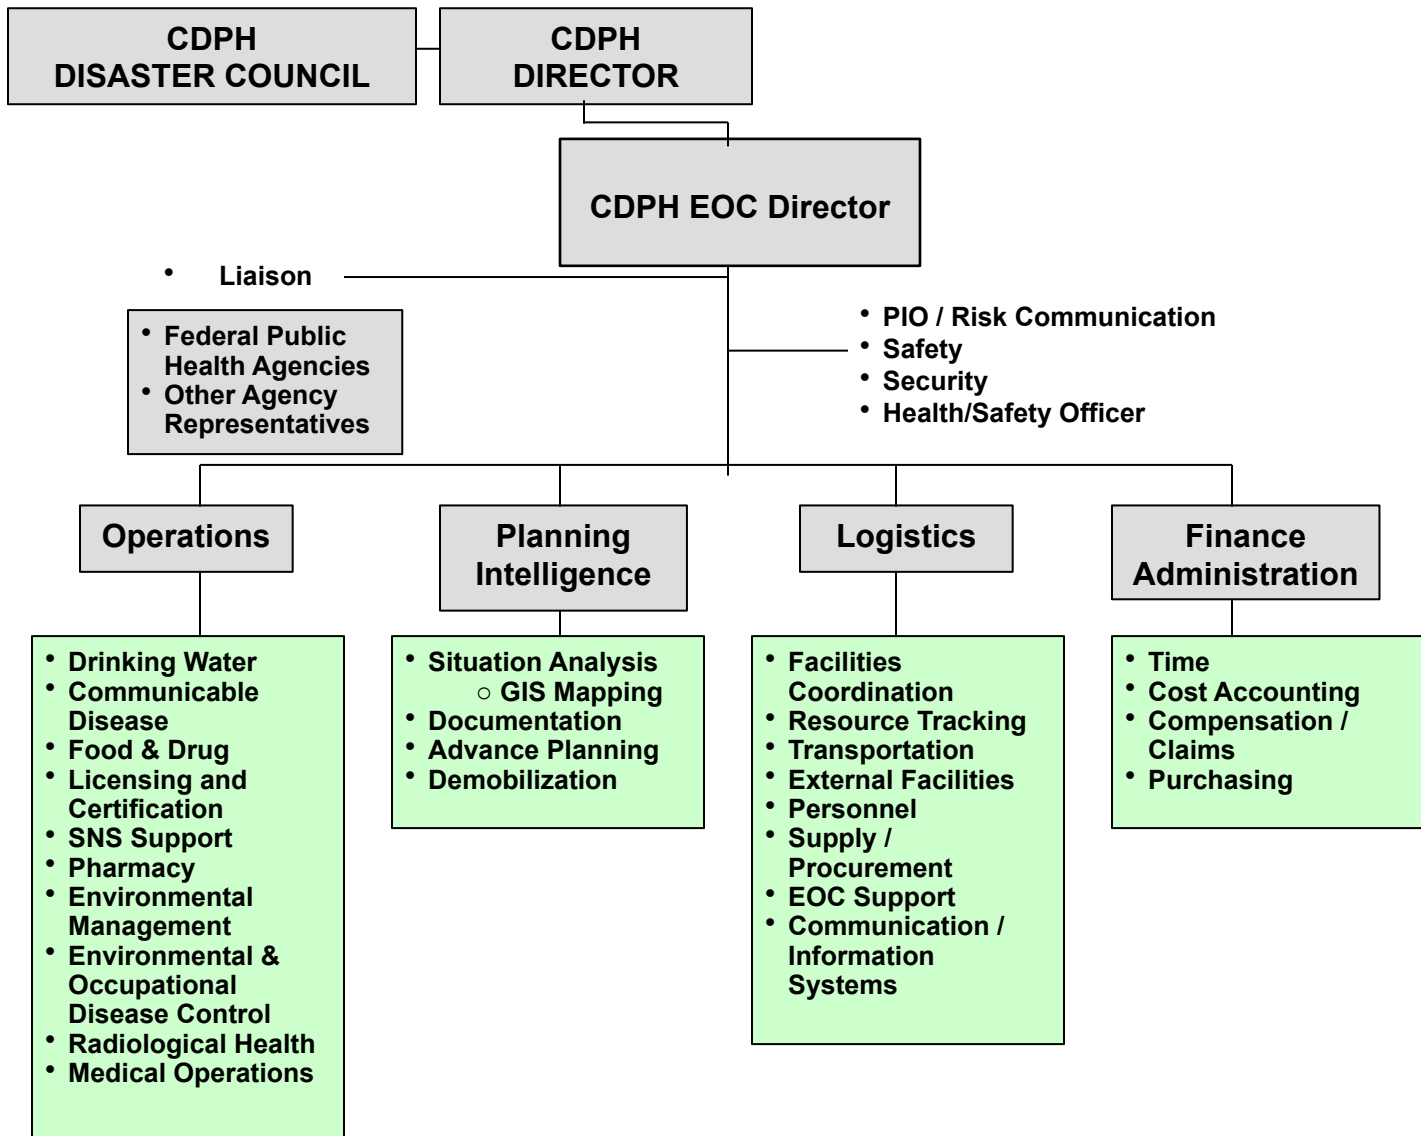 CDPH
DISASTER COUNCIL
CDPH
DIRECTOR
CDPH EOC Director
• Liaison
• Federal Public
Health Agencies
• Other Agency
Representatives
• PIO / Risk Communication
• Safety
• Security
• Health/Safety Officer
Operations
• Drinking Water
• Communicable
Disease
• Food & Drug
• Licensing and
Certification
• SNS Support
• Pharmacy
• Environmental
Management
• Environmental &
Occupational
Disease Control
• Radiological Health
• Medical Operations
Planning
Intelligence
• Situation Analysis
○ GIS Mapping
• Documentation
• Advance Planning
• Demobilization
Logistics
• Facilities
Coordination
• Resource Tracking
• Transportation
• External Facilities
• Personnel
• Supply /
Procurement
• EOC Support
• Communication /
Information
Systems
Finance
Administration
• Time
• Cost Accounting
• Compensation /
Claims
• Purchasing